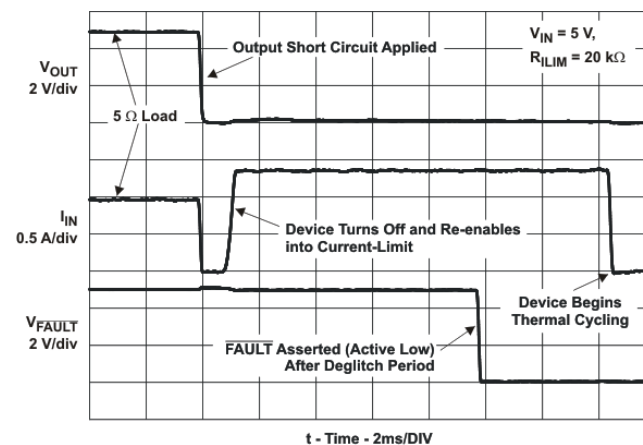 Output Short Circuit Applied
V_IN = 5 V,
R_ILIM = 20 kΩ
V_OUT
2 V/div
5 Ω Load
I_IN
0.5 A/div
Device Turns Off and Re-enables
into Current-Limit
Device Begins
Thermal Cycling
V_FAULT
2 V/div
FAULT Asserted (Active Low)
After Deglitch Period
t - Time - 2ms/DIV